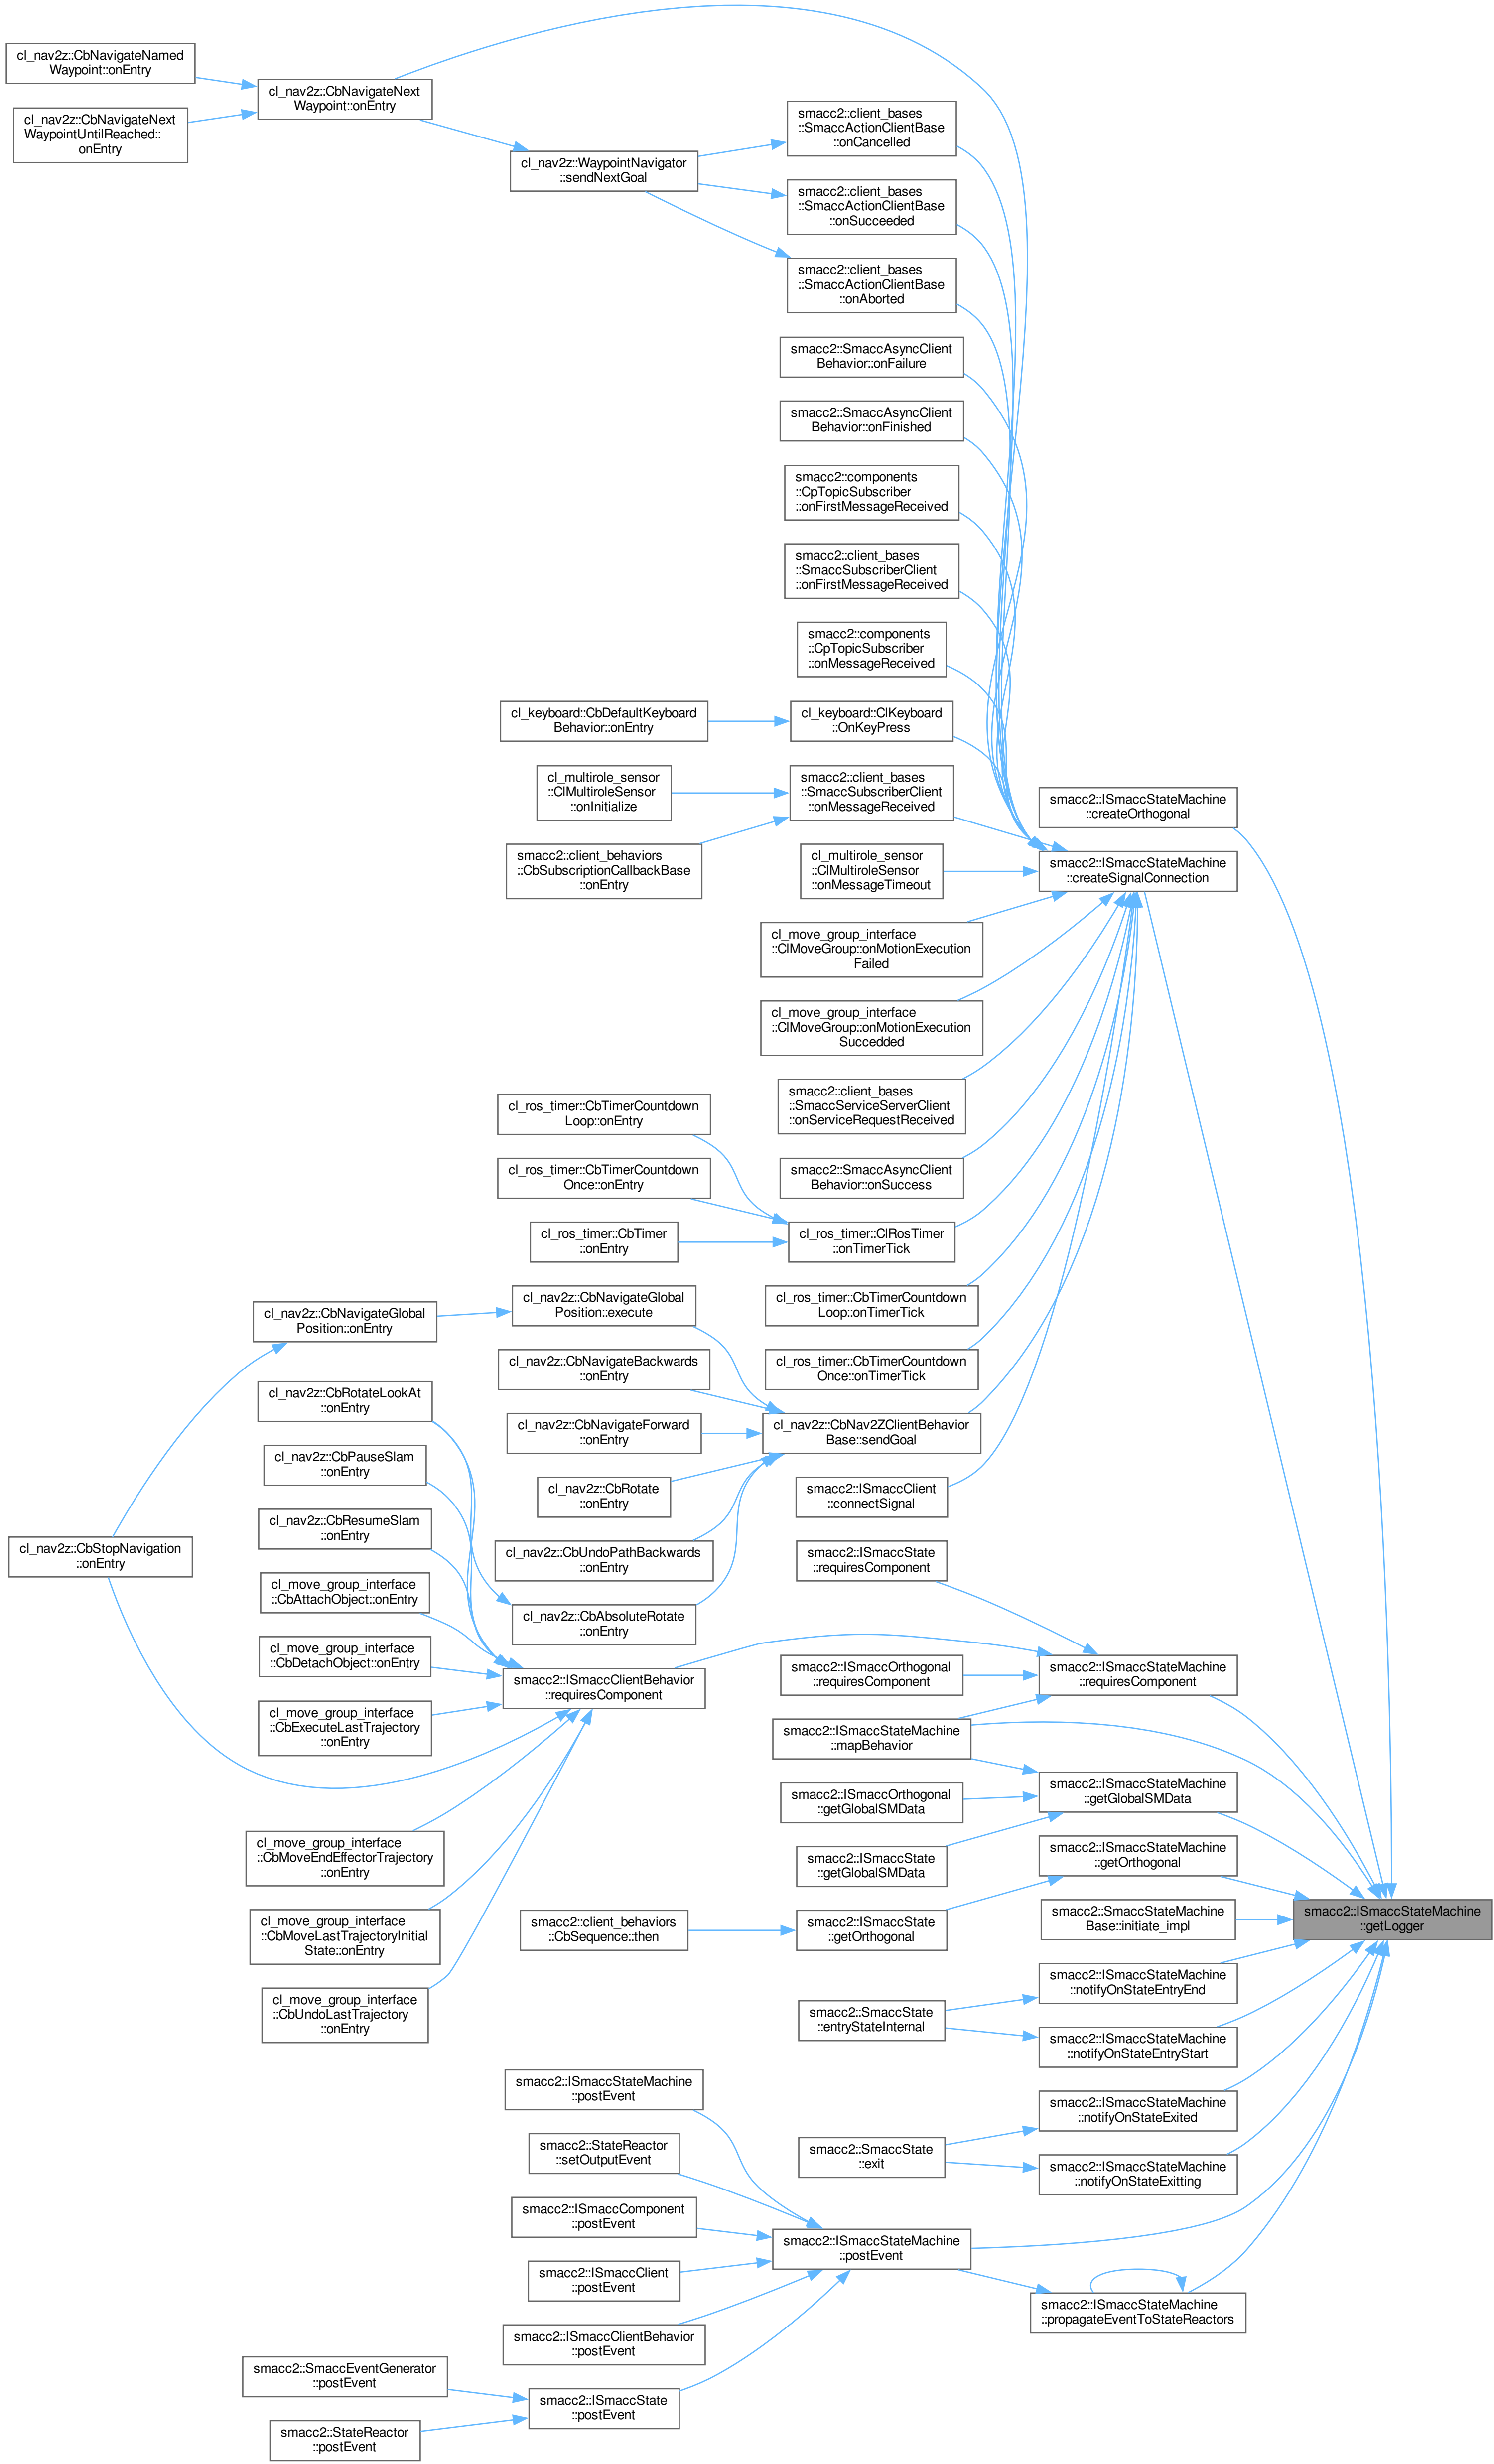 cl_nav2z::CbNavigateNamed
Waypoint::onEntry
cl_nav2z::CbNavigateNext
WaypointUntilReached::
onEntry
cl_nav2z::CbNavigateNext
Waypoint::onEntry
cl_nav2z::WaypointNavigator
::sendNextGoal
smacc2::client_bases
::SmaccActionClientBase
::onCancelled
smacc2::client_bases
::SmaccActionClientBase
::onSucceeded
smacc2::client_bases
::SmaccActionClientBase
::onAborted
smacc2::SmaccAsyncClient
Behavior::onFailure
smacc2::SmaccAsyncClient
Behavior::onFinished
smacc2::components
::CpTopicSubscriber
::onFirstMessageReceived
smacc2::client_bases
::SmaccSubscriberClient
::onFirstMessageReceived
smacc2::components
::CpTopicSubscriber
::onMessageReceived
cl_keyboard::CbDefaultKeyboard
Behavior::onEntry
cl_keyboard::ClKeyboard
::OnKeyPress
cl_multirole_sensor
::ClMultiroleSensor
::onInitialize
smacc2::client_bases
::SmaccSubscriberClient
::onMessageReceived
smacc2::ISmaccStateMachine
::createOrthogonal
smacc2::client_behaviors
::CbSubscriptionCallbackBase
::onEntry
cl_multirole_sensor
::ClMultiroleSensor
::onMessageTimeout
smacc2::ISmaccStateMachine
::createSignalConnection
cl_move_group_interface
::ClMoveGroup::onMotionExecution
Failed
cl_move_group_interface
::ClMoveGroup::onMotionExecution
Succedded
smacc2::client_bases
::SmaccServiceServerClient
::onServiceRequestReceived
cl_ros_timer::CbTimerCountdown
Loop::onEntry
cl_ros_timer::CbTimerCountdown
Once::onEntry
smacc2::SmaccAsyncClient
Behavior::onSuccess
cl_ros_timer::CbTimer
::onEntry
cl_ros_timer::ClRosTimer
::onTimerTick
cl_nav2z::CbNavigateGlobal
Position::onEntry
cl_nav2z::CbNavigateGlobal
Position::execute
cl_ros_timer::CbTimerCountdown
Loop::onTimerTick
cl_nav2z::CbNavigateBackwards
::onEntry
cl_ros_timer::CbTimerCountdown
Once::onTimerTick
cl_nav2z::CbRotateLookAt
::onEntry
cl_nav2z::CbNavigateForward
::onEntry
cl_nav2z::CbNav2ZClientBehavior
Base::sendGoal
cl_nav2z::CbPauseSlam
::onEntry
cl_nav2z::CbRotate
::onEntry
smacc2::ISmaccClient
::connectSignal
cl_nav2z::CbResumeSlam
::onEntry
cl_nav2z::CbStopNavigation
::onEntry
cl_nav2z::CbUndoPathBackwards
::onEntry
smacc2::ISmaccState
::requiresComponent
cl_move_group_interface
::CbAttachObject::onEntry
cl_nav2z::CbAbsoluteRotate
::onEntry
cl_move_group_interface
::CbDetachObject::onEntry
smacc2::ISmaccClientBehavior
::requiresComponent
smacc2::ISmaccOrthogonal
::requiresComponent
smacc2::ISmaccStateMachine
::requiresComponent
cl_move_group_interface
::CbExecuteLastTrajectory
::onEntry
smacc2::ISmaccStateMachine
::mapBehavior
smacc2::ISmaccOrthogonal
::getGlobalSMData
smacc2::ISmaccStateMachine
::getGlobalSMData
cl_move_group_interface
::CbMoveEndEffectorTrajectory
::onEntry
smacc2::ISmaccState
::getGlobalSMData
smacc2::ISmaccStateMachine
::getOrthogonal
cl_move_group_interface
::CbMoveLastTrajectoryInitial
State::onEntry
smacc2::client_behaviors
::CbSequence::then
smacc2::ISmaccState
::getOrthogonal
smacc2::SmaccStateMachine
Base::initiate_impl
smacc2::ISmaccStateMachine
::getLogger
cl_move_group_interface
::CbUndoLastTrajectory
::onEntry
smacc2::SmaccState
::entryStateInternal
smacc2::ISmaccStateMachine
::notifyOnStateEntryEnd
smacc2::ISmaccStateMachine
::notifyOnStateEntryStart
smacc2::ISmaccStateMachine
::postEvent
smacc2::ISmaccStateMachine
::notifyOnStateExited
smacc2::StateReactor
::setOutputEvent
smacc2::SmaccState
::exit
smacc2::ISmaccStateMachine
::notifyOnStateExitting
smacc2::ISmaccComponent
::postEvent
smacc2::ISmaccStateMachine
::postEvent
smacc2::ISmaccClient
::postEvent
smacc2::ISmaccStateMachine
::propagateEventToStateReactors
smacc2::ISmaccClientBehavior
::postEvent
smacc2::SmaccEventGenerator
::postEvent
smacc2::ISmaccState
::postEvent
smacc2::StateReactor
::postEvent